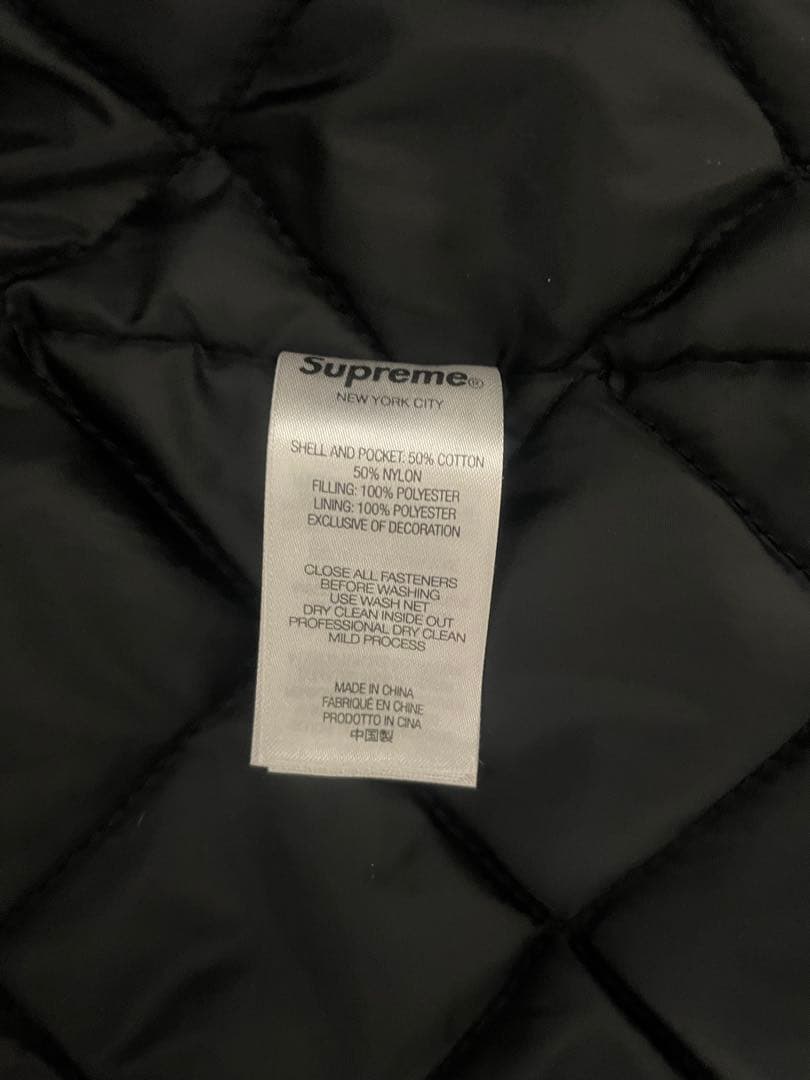 Supreme®
NEW YORK CITY
SHELL AND POCKET: 50% COTTON
50% NYLON
FILLING: 100% POLYESTER
LINING: 100% POLYESTER
EXCLUSIVE OF DECORATION
CLOSE ALL FASTENERS
BEFORE WASHING
USE WASH NET
DRY CLEAN INSIDE OUT
PROFESSIONAL DRY CLEAN
MILD PROCESS
MADE IN CHINA
FABRIQUÉ EN CHINE
PRODOTTO IN CINA
中国製